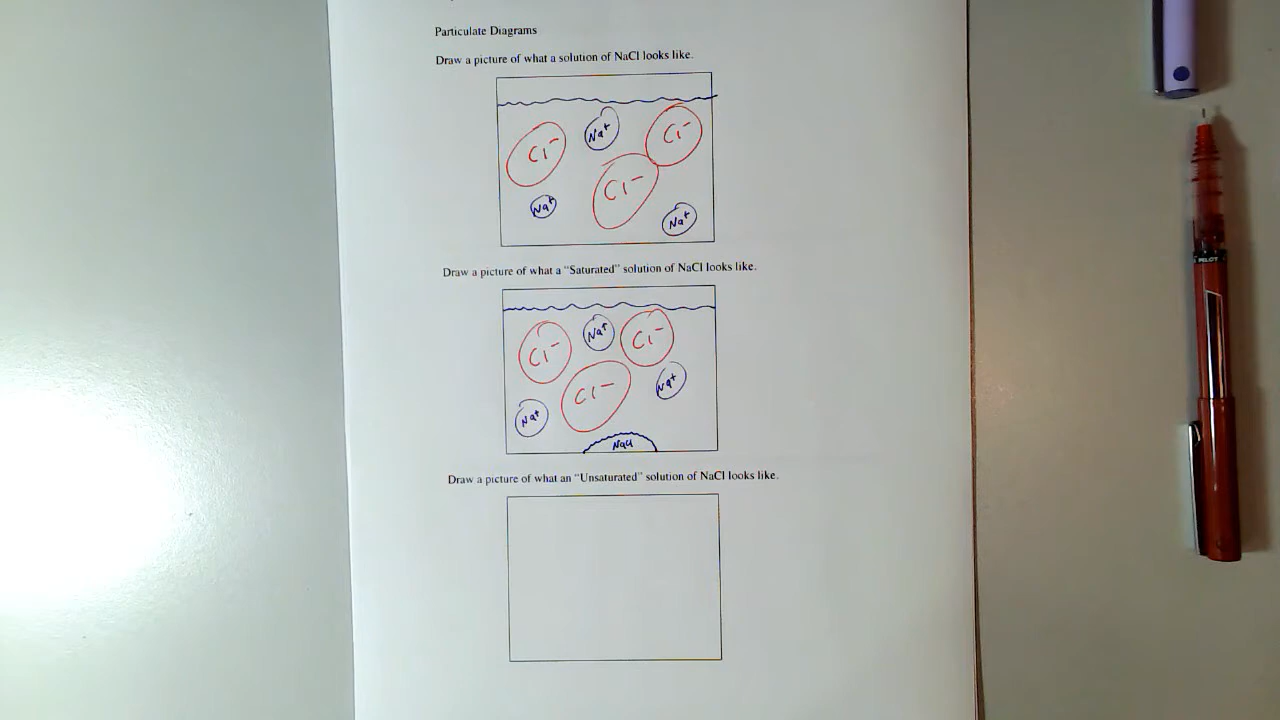 Particulate Diagrams
Draw a picture of what a solution of NaCl looks like.
Na+
Cl-
Cl-
Cl-
Na+
Na+
Draw a picture of what a "Saturated" solution of NaCl looks like.
Na+
Cl-
Cl-
Na+
Cl-
Na+
NaCl
Draw a picture of what an "Unsaturated" solution of NaCl looks like.
PILOT